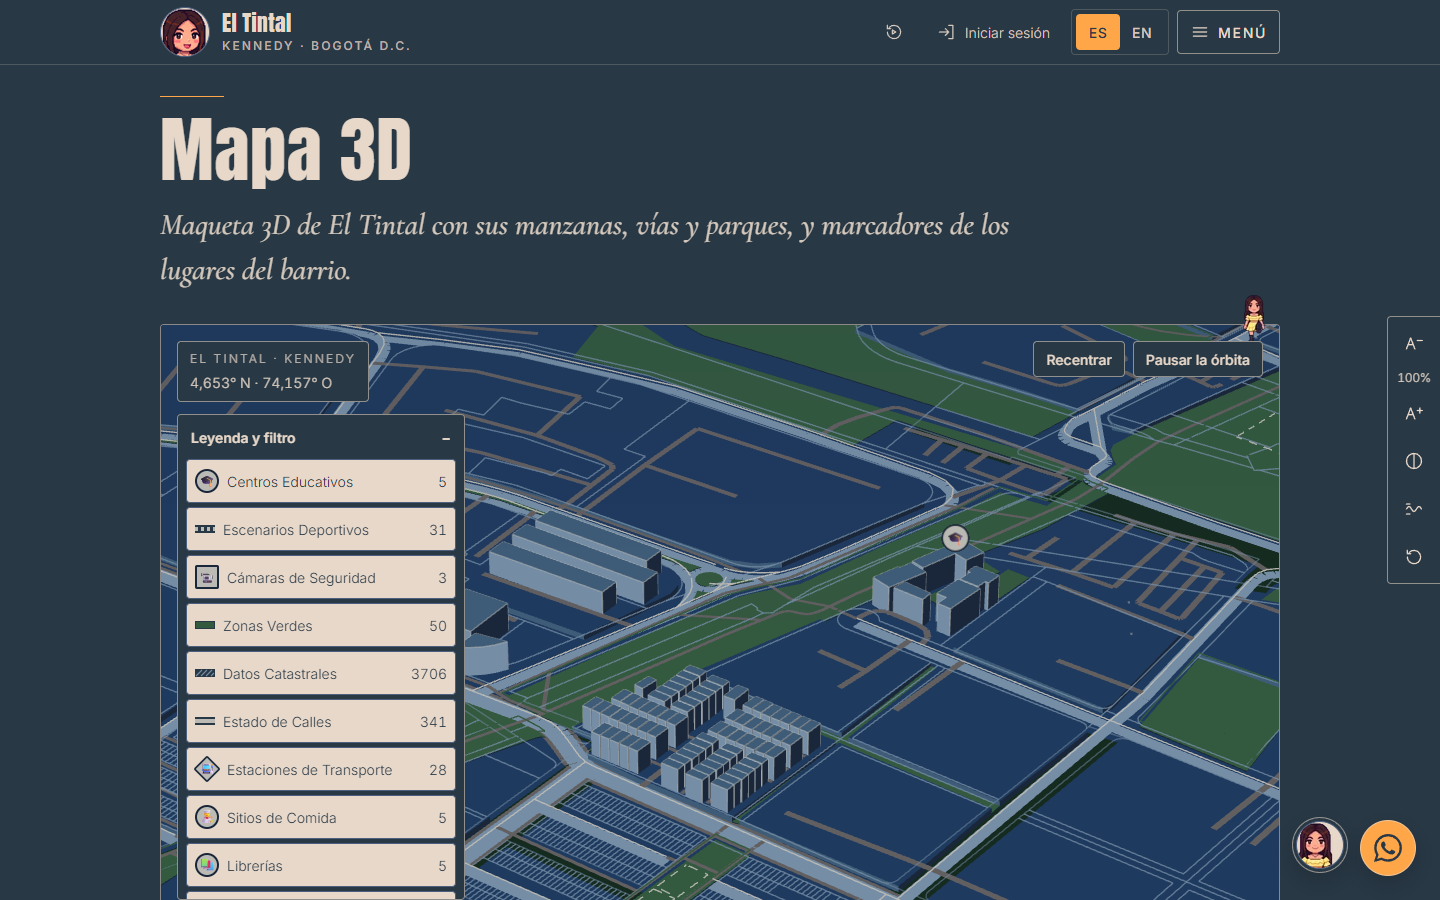 El Tintal
KENNEDY · BOGOTÁ D.C.
Iniciar sesión
ES
EN
MENÚ
Mapa 3D
Maqueta 3D de El Tintal con sus manzanas, vías y parques, y marcadores de los
lugares del barrio.
EL TINTAL · KENNEDY
4,653° N · 74,157° O
Recentrar
Pausar la órbita
Leyenda y filtro
–
Centros Educativos 5
Escenarios Deportivos 31
Cámaras de Seguridad 3
Zonas Verdes 50
Datos Catastrales 3706
Estado de Calles 341
Estaciones de Transporte 28
Sitios de Comida 5
Librerías 5
A−
100%
A+